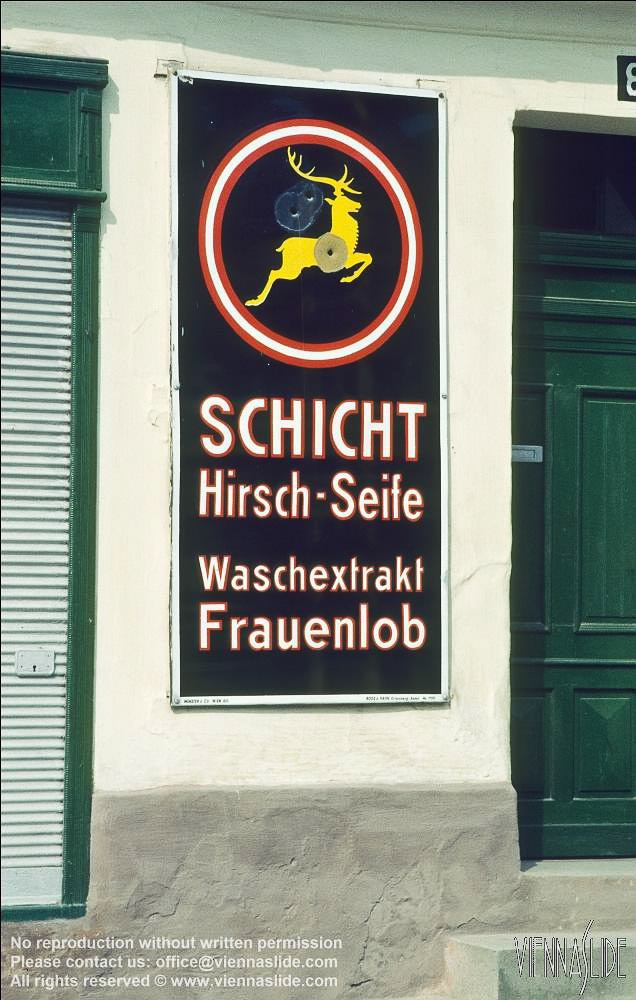 8
SCHICHT
Hirsch-Seife
Waschextrakt
Frauenlob
No reproduction without written permission
Please contact us: office@viennaslide.com
All rights reserved © www.viennaslide.com
VIENNASLIDE